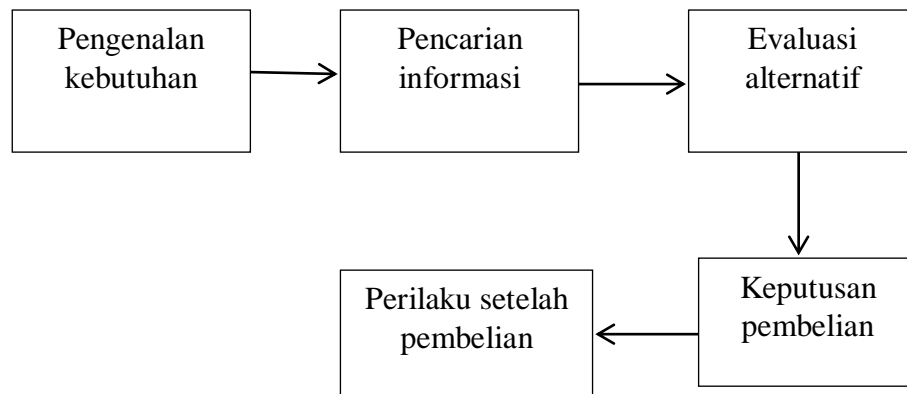 Pengenalan
kebutuhan
Pencarian
informasi
Evaluasi
alternatif
Keputusan
pembelian
Perilaku setelah
pembelian